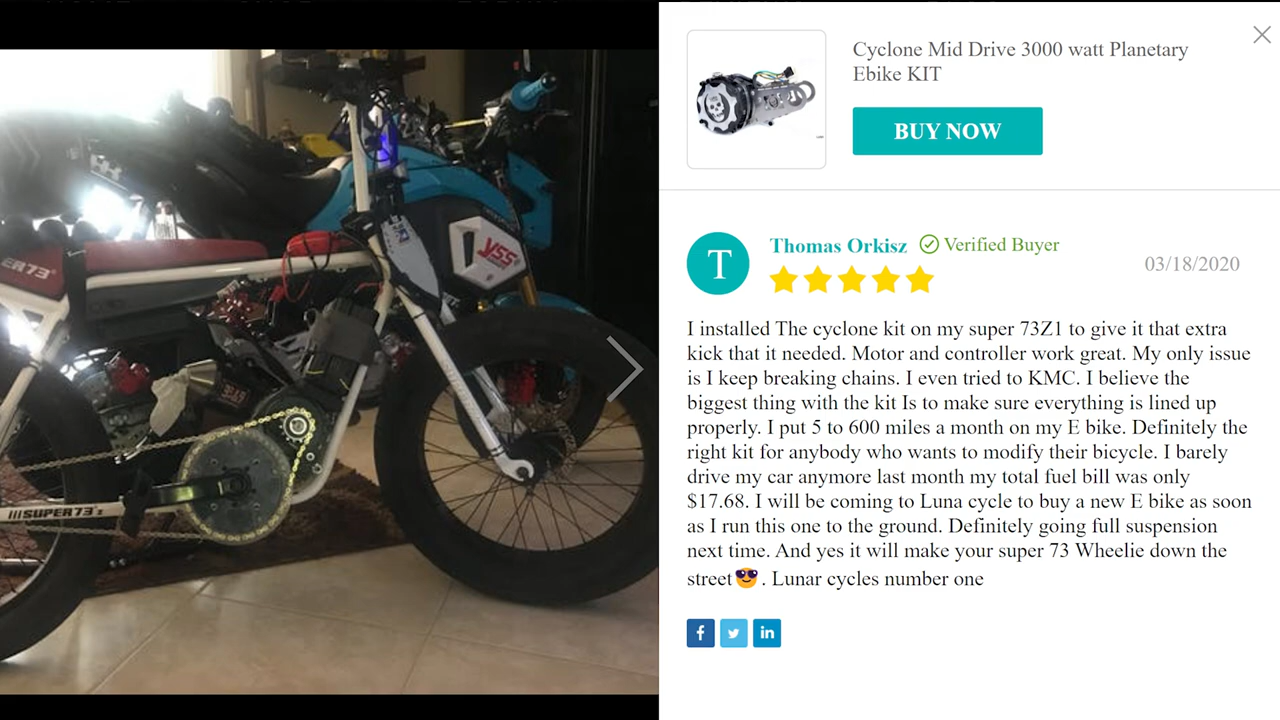 Cyclone Mid Drive 3000 watt Planetary
Ebike KIT
BUY NOW
T
Thomas Orkisz
Verified Buyer
03/18/2020
I installed The cyclone kit on my super 73Z1 to give it that extra
kick that it needed. Motor and controller work great. My only issue
is I keep breaking chains. I even tried to KMC. I believe the
biggest thing with the kit Is to make sure everything is lined up
properly. I put 5 to 600 miles a month on my E bike. Definitely the
right kit for anybody who wants to modify their bicycle. I barely
drive my car anymore last month my total fuel bill was only
$17.68. I will be coming to Luna cycle to buy a new E bike as soon
as I run this one to the ground. Definitely going full suspension
next time. And yes it will make your super 73 Wheelie down the
street😎. Lunar cycles number one
ER73
YSS
///SUPER73